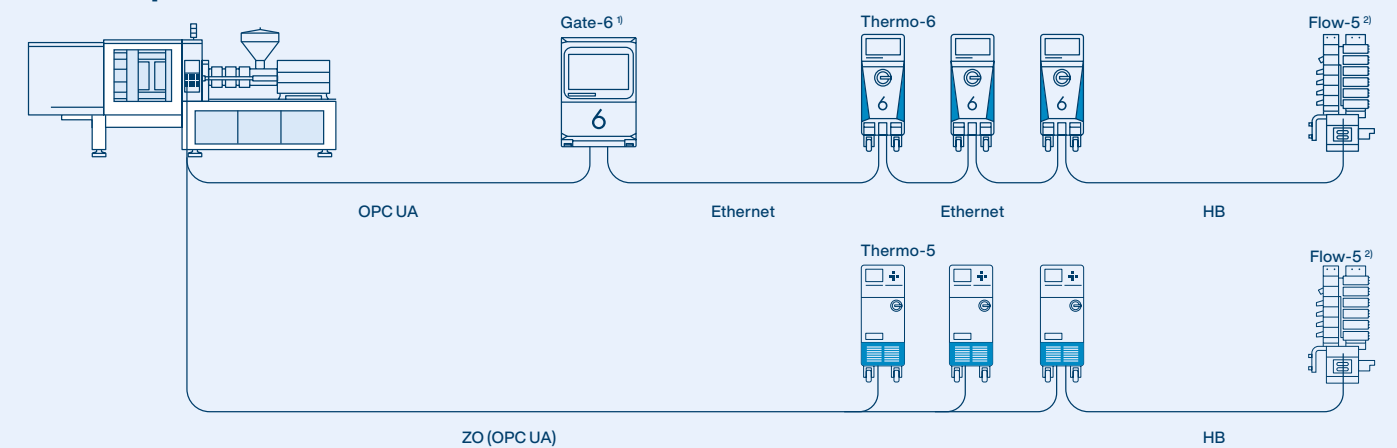 Gate-6 ¹⁾
Thermo-6
Flow-5 ²⁾
6
6
6
6
OPC UA
Ethernet
Ethernet
HB
Thermo-5
Flow-5 ²⁾
ZO (OPC UA)
HB